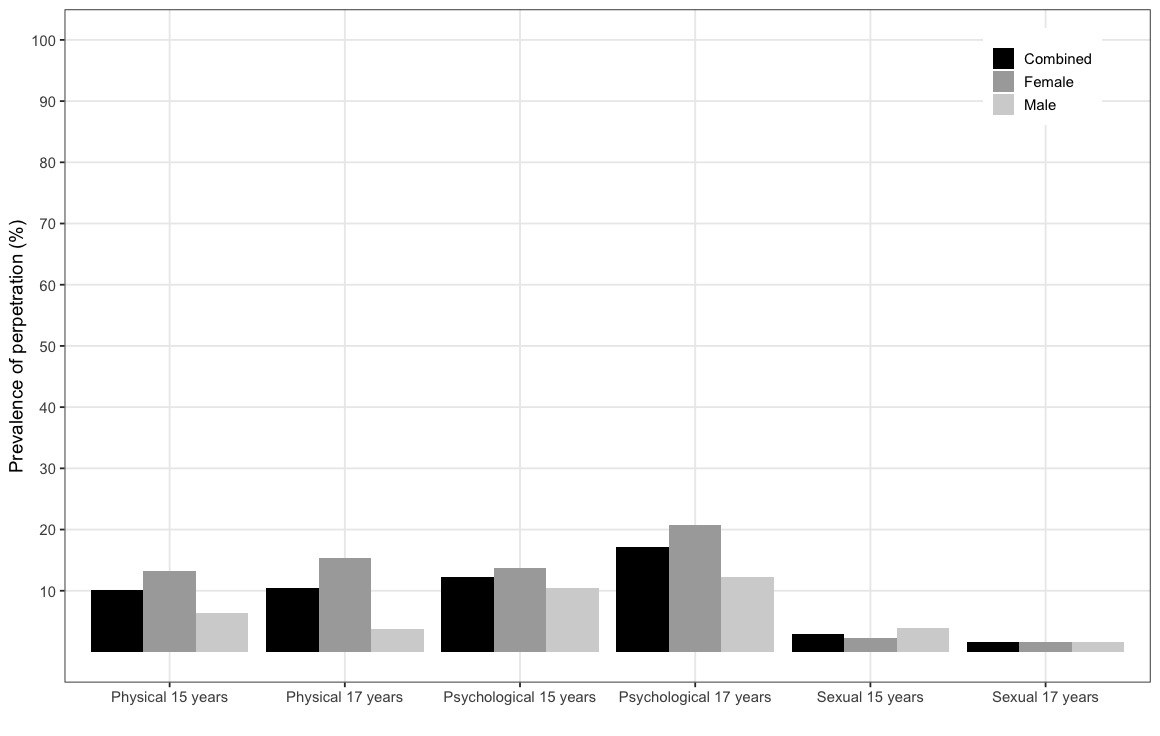 Prevalence of perpetration (%)
100
90
80
70
60
50
40
30
20
10
Combined
Female
Male
Physical 15 years
Physical 17 years
Psychological 15 years
Psychological 17 years
Sexual 15 years
Sexual 17 years